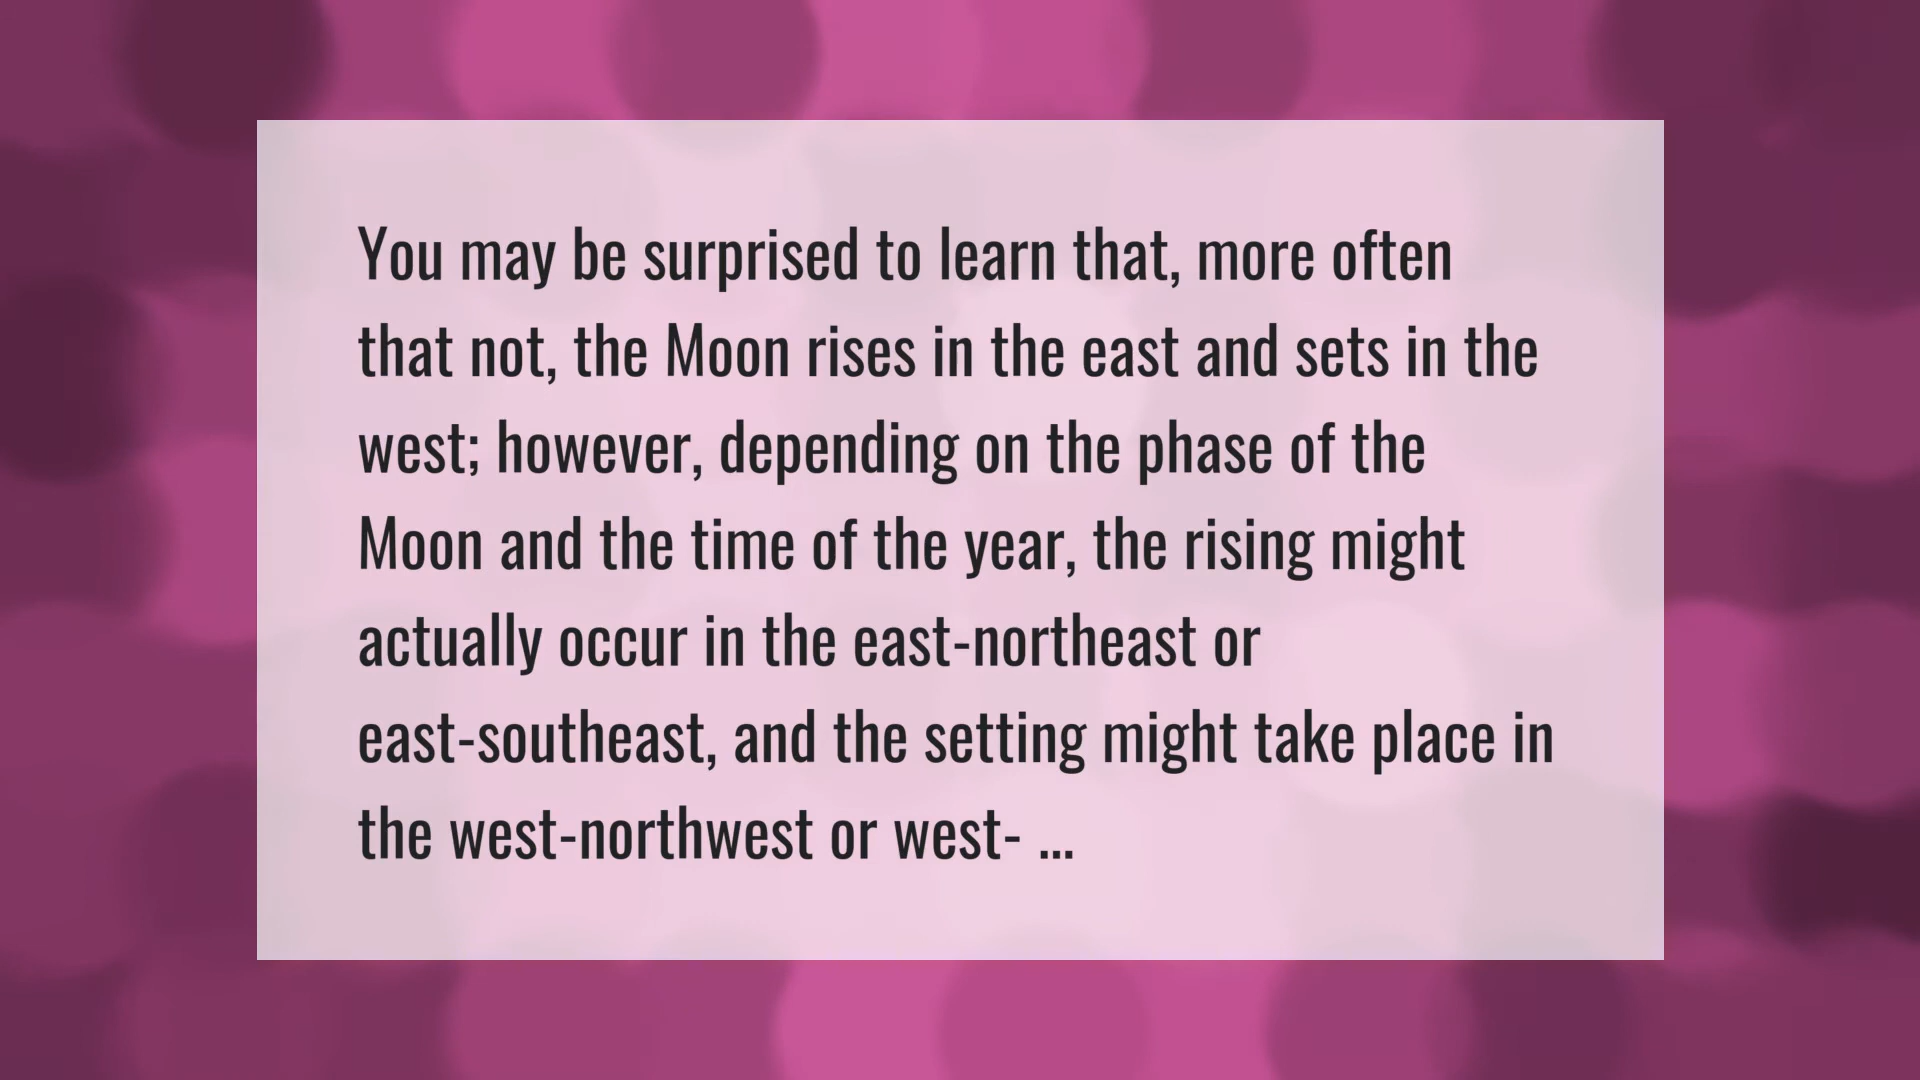 You may be surprised to learn that, more often
that not, the Moon rises in the east and sets in the
west; however, depending on the phase of the
Moon and the time of the year, the rising might
actually occur in the east-northeast or
east-southeast, and the setting might take place in
the west-northwest or west- ...